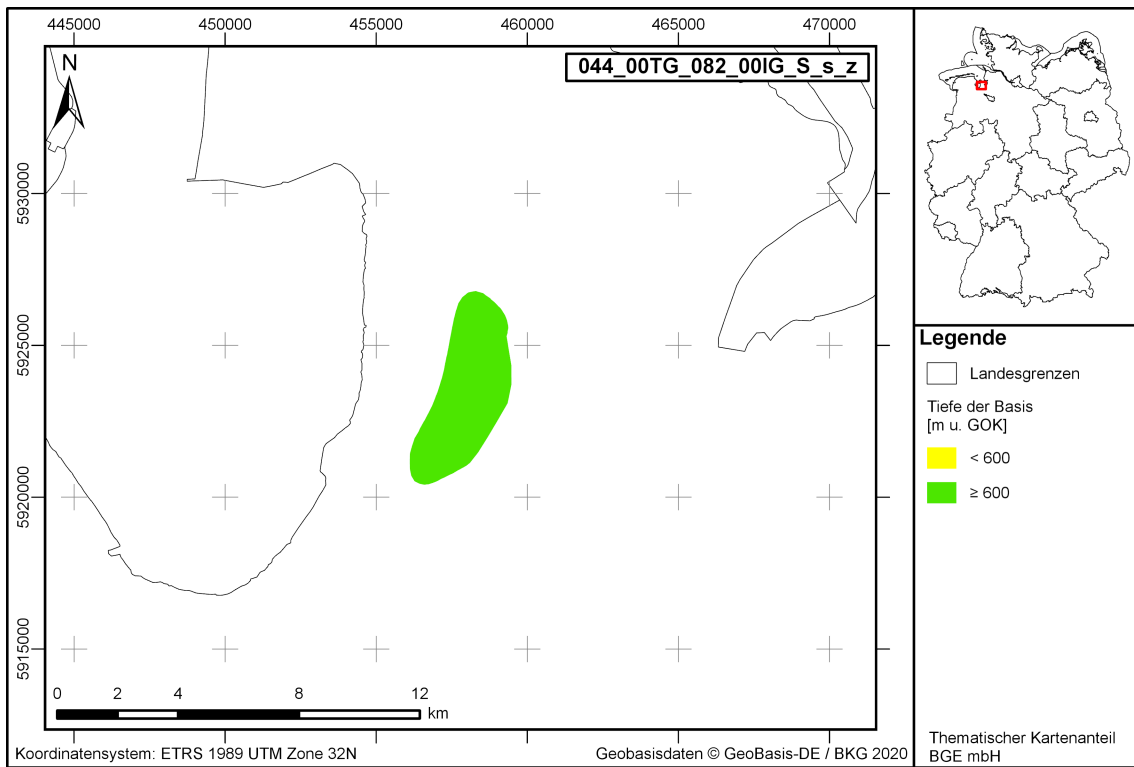 445000 450000 455000 460000 465000 470000
044_00TG_082_00IG_S_s_z
N
5930000
5925000
5920000
5915000
0 2 4 8 12
km
Koordinatensystem: ETRS 1989 UTM Zone 32N
Geobasisdaten © GeoBasis-DE / BKG 2020
Legende
Landesgrenzen
Tiefe der Basis
[m u. GOK]
< 600
≥ 600
Thematischer Kartenanteil
BGE mbH